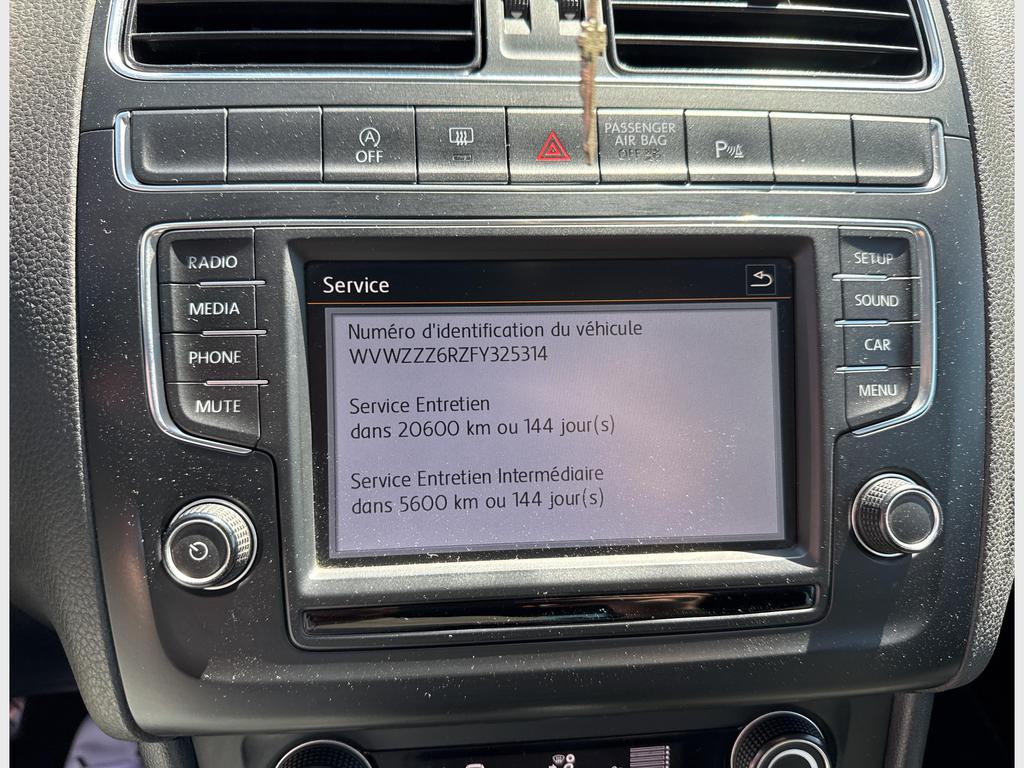 OFF
PASSENGER
AIR BAG
OFF
P
RADIO
MEDIA
PHONE
MUTE
Service
Numéro d'identification du véhicule
WVWZZZ6RZFY325314
Service Entretien
dans 20600 km ou 144 jour(s)
Service Entretien Intermédiaire
dans 5600 km ou 144 jour(s)
SETUP
SOUND
CAR
MENU